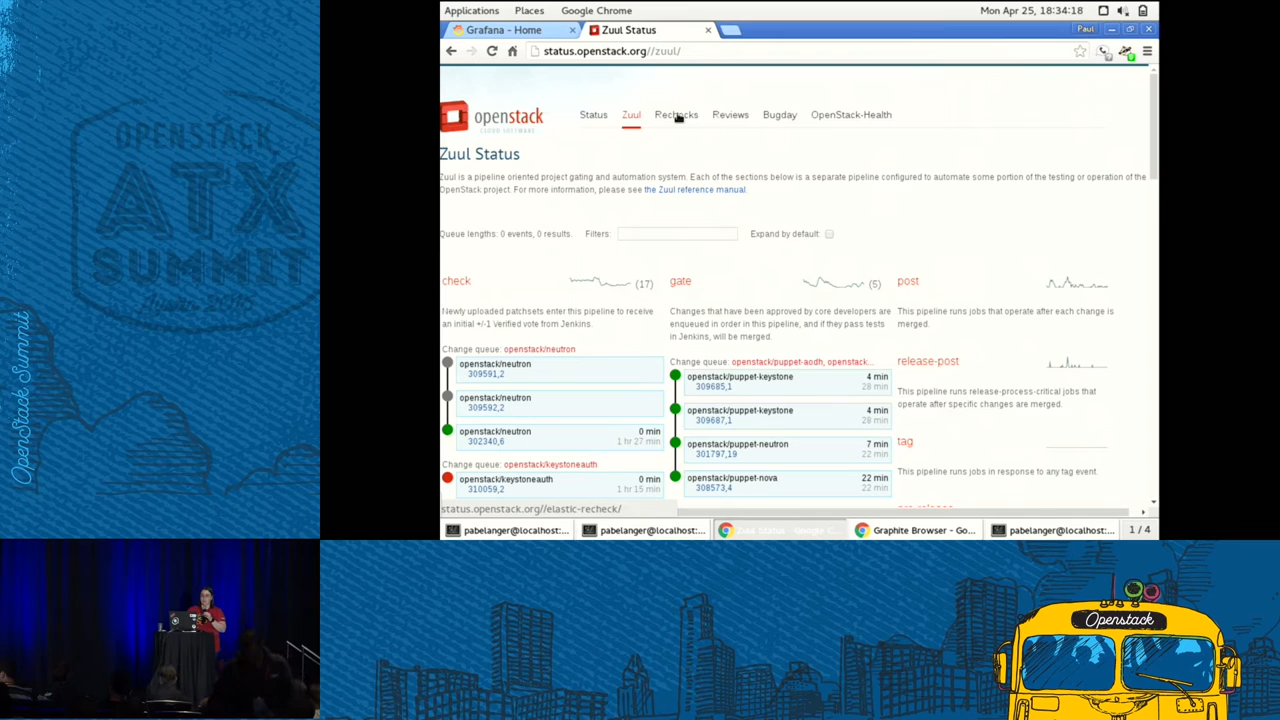 Applications Places Google Chrome Mon Apr 25, 18:34:18
Grafana - Home
Zuul Status
Paul
status.openstack.org//zuul/
openstack
CLOUD SOFTWARE
Status Zuul Rechecks Reviews Bugday OpenStack-Health
Zuul Status
Zuul is a pipeline oriented project gating and automation system. Each of the sections below is a separate pipeline configured to automate some portion of the testing or operation of the
OpenStack project. For more information, please see the Zuul reference manual.
Queue lengths: 0 events, 0 results. Filters: Expand by default:
check (17)
Newly uploaded patchsets enter this pipeline to receive
an initial +/-1 Verified vote from Jenkins.
Change queue: openstack/neutron
openstack/neutron
309591,2
openstack/neutron
309592,2
openstack/neutron 0 min
302340,6 1 hr 27 min
Change queue: openstack/keystoneauth
openstack/keystoneauth 0 min
310059,2 1 hr 15 min
gate (5)
Changes that have been approved by core developers are
enqueued in order in this pipeline, and if they pass tests
in Jenkins, will be merged.
Change queue: openstack/puppet-aodh, openstack...
openstack/puppet-keystone 4 min
309685,1 28 min
openstack/puppet-keystone 4 min
309687,1 28 min
openstack/puppet-neutron 7 min
301797,19 22 min
openstack/puppet-nova 22 min
308573,4 22 min
post
This pipeline runs jobs that operate after each change is
merged.
release-post
This pipeline runs release-process-critical jobs that
operate after specific changes are merged.
tag
This pipeline runs jobs in response to any tag event.
status.openstack.org//elastic-recheck/
pabelanger@localhost:...
pabelanger@localhost:...
Zuul Status - Google C...
Graphite Browser - Go...
pabelanger@localhost:...
1 / 4
OPENSTACK
ATX
SUMMIT
OpenStack Summit
Openstack